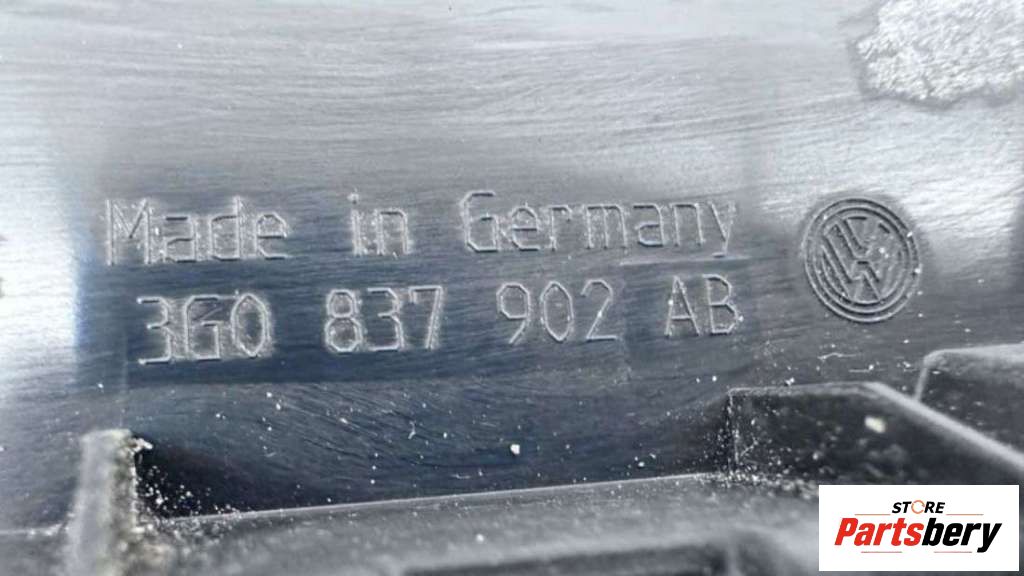 Made in Germany
3G0 837 902 AB
STORE
Partsbery